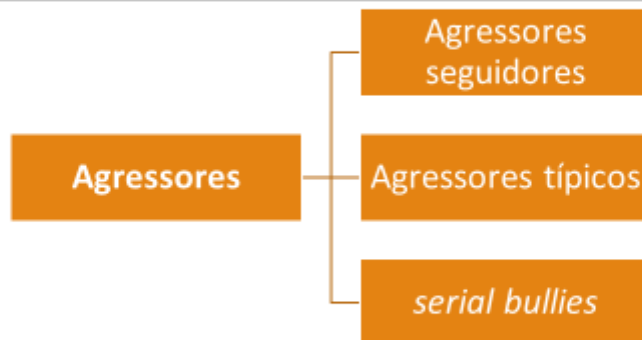 Agressores
Agressores
seguidores
Agressores típicos
serial bullies